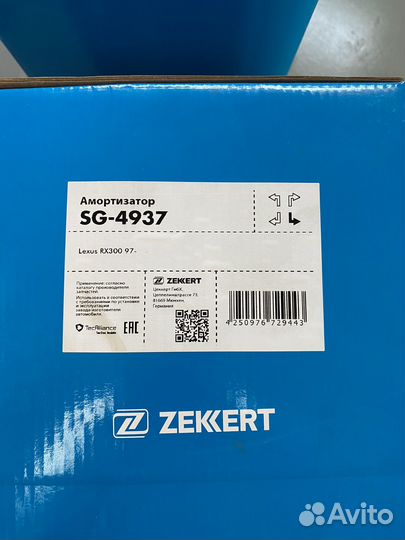 Амортизатор
SG-4937
Lexus RX300 97-
Применение: согласно
каталогу производителя
запчастей.
Использовать в соответствии
с требованиями по установке
и эксплуатации
завода-изготовителя
автомобиля.
TecAlliance
EAC
ZEKKERT
Цеккерт ГмбХ,
Цеппелинштрассе 73,
81669 Мюнхен,
Германия
4 250976 729443
ZEKKERT
Avito